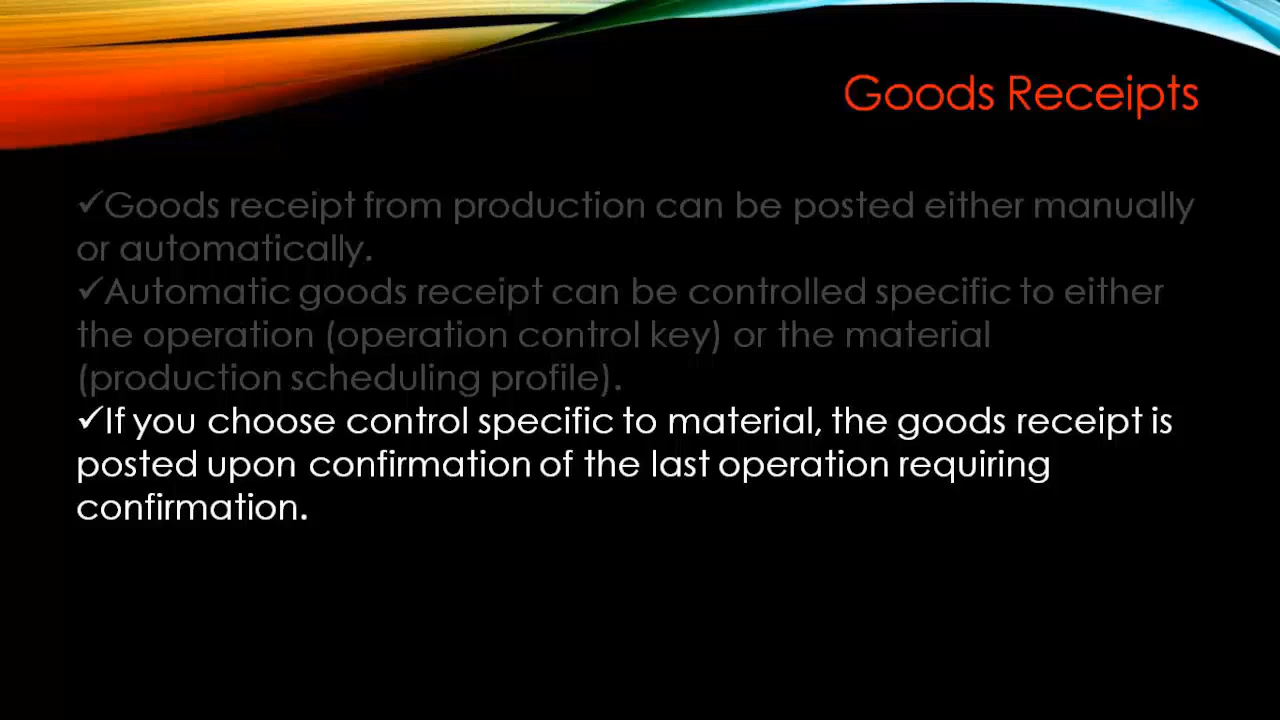 Goods Receipts
✓Goods receipt from production can be posted either manually
or automatically.
✓Automatic goods receipt can be controlled specific to either
the operation (operation control key) or the material
(production scheduling profile).
✓If you choose control specific to material, the goods receipt is
posted upon confirmation of the last operation requiring
confirmation.